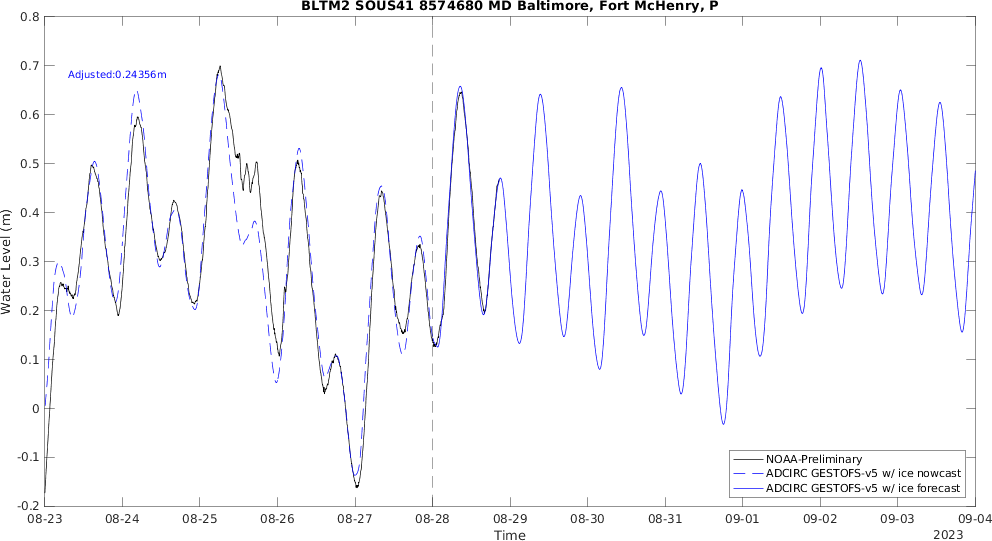 BLTM2 SOUS41 8574680 MD Baltimore, Fort McHenry, P
Adjusted:0.24356m
Water Level (m)
0.8
0.7
0.6
0.5
0.4
0.3
0.2
0.1
0
-0.1
-0.2
NOAA-Preliminary
ADCIRC GESTOFS-v5 w/ ice nowcast
ADCIRC GESTOFS-v5 w/ ice forecast
08-23 08-24 08-25 08-26 08-27 08-28 08-29 08-30 08-31 09-01 09-02 09-03 09-04
Time
2023